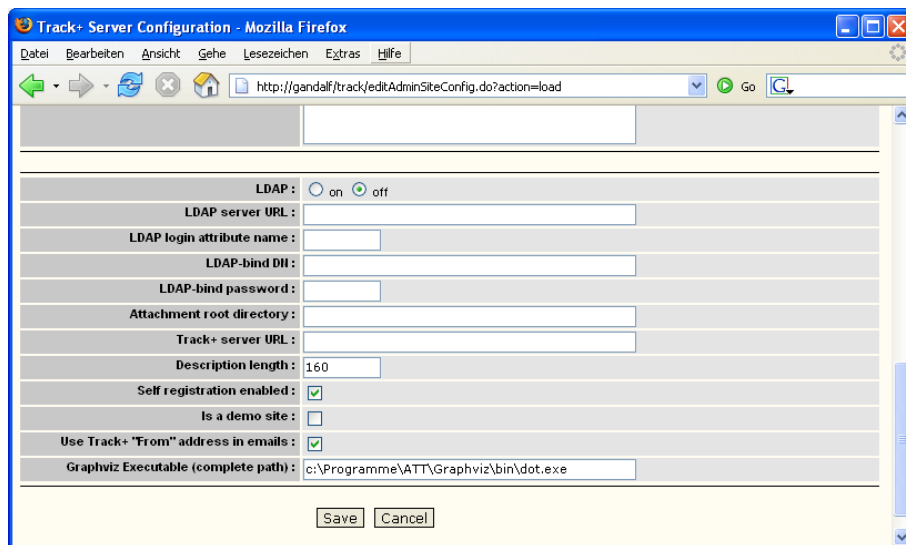 Track+ Server Configuration - Mozilla Firefox
Datei Bearbeiten Ansicht Gehe Lesezeichen Extras Hilfe
http://gandalf/track/editAdminSiteConfig.do?action=load Go G
LDAP : on off
LDAP server URL :
LDAP login attribute name :
LDAP-bind DN :
LDAP-bind password :
Attachment root directory :
Track+ server URL :
Description length : 160
Self registration enabled :
Is a demo site :
Use Track+ "From" address in emails :
Graphviz Executable (complete path) : c:\Programme\ATT\Graphviz\bin\dot.exe
Save Cancel